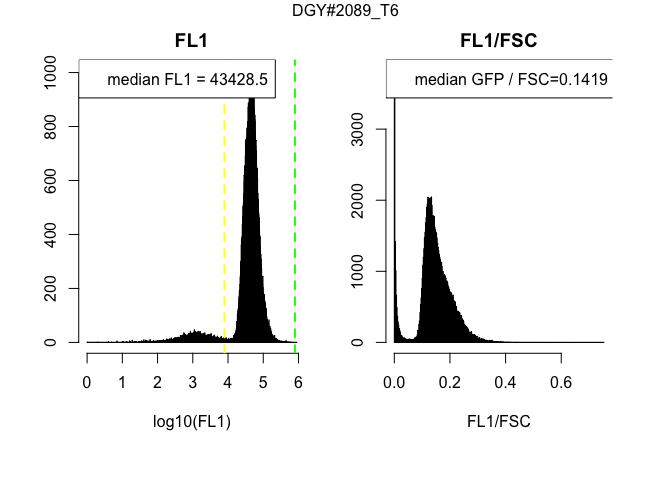 DGY#2089_T6
FL1
median FL1 = 43428.5
1000
800
600
400
200
0
0 1 2 3 4 5 6
log10(FL1)
FL1/FSC
median GFP / FSC=0.1419
3000
2000
1000
0
0.0 0.2 0.4 0.6
FL1/FSC